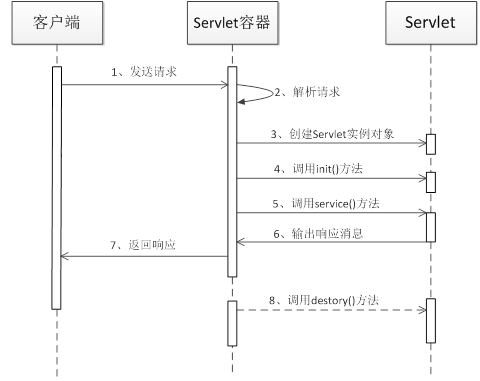 客户端
Servlet容器
Servlet
1、发送请求
2、解析请求
3、创建Servlet实例对象
4、调用init()方法
5、调用service()方法
6、输出响应消息
7、返回响应
8、调用destory()方法